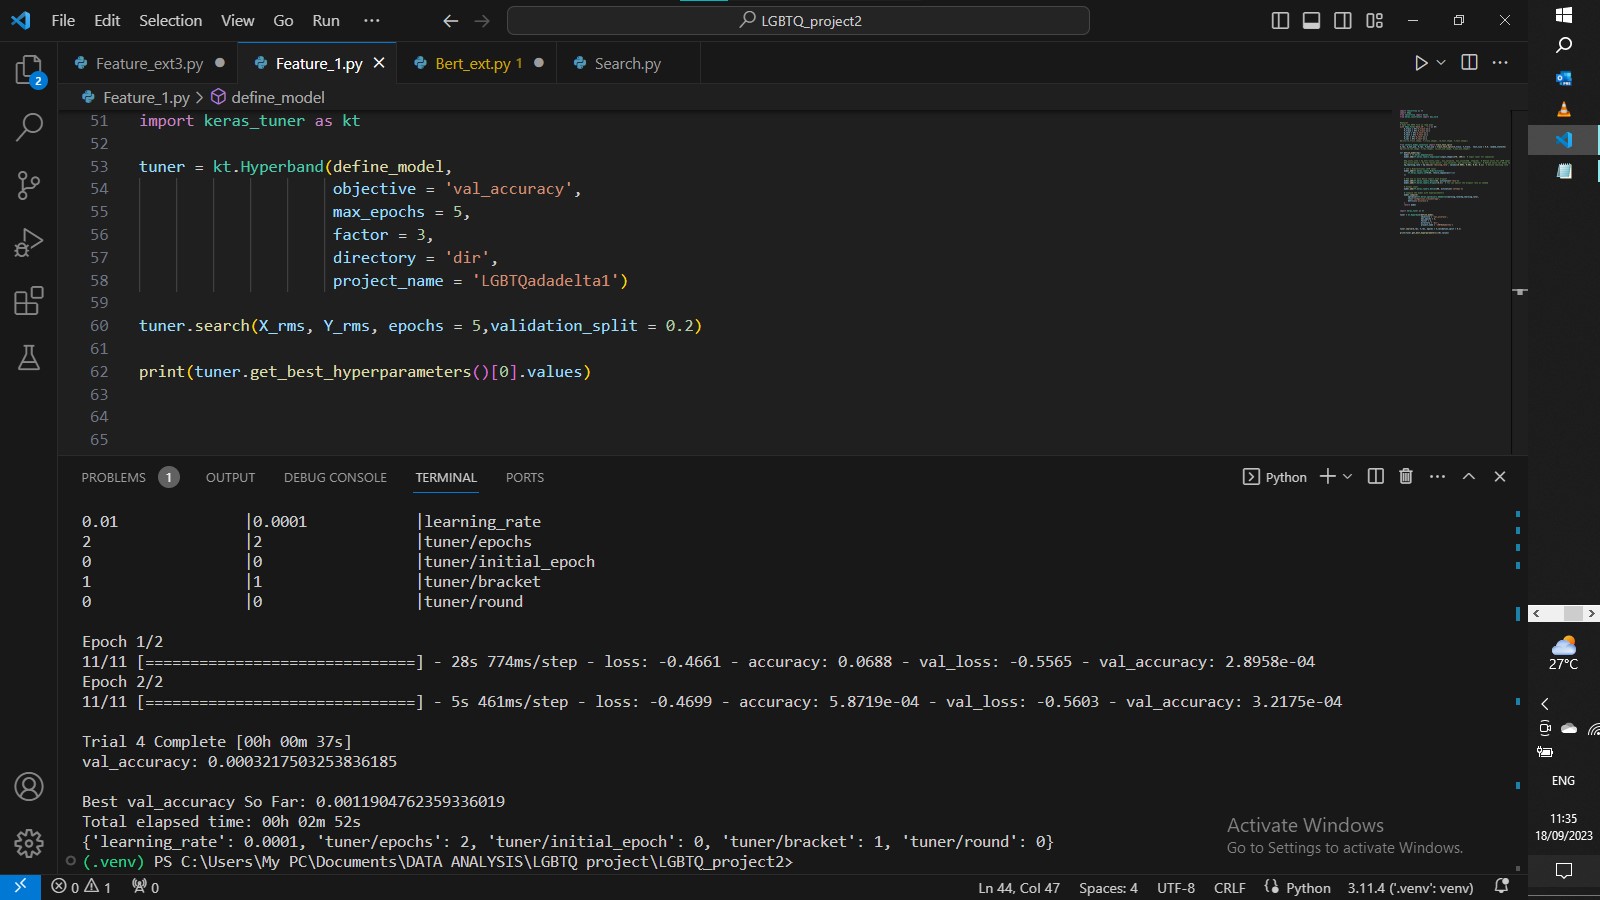 File Edit Selection View Go Run ··· LGBTQ_project2
2
Feature_ext3.py Feature_1.py Bert_ext.py 1 Search.py
Feature_1.py > define_model
51 import keras_tuner as kt
52
53 tuner = kt.Hyperband(define_model,
54 objective = 'val_accuracy',
55 max_epochs = 5,
56 factor = 3,
57 directory = 'dir',
58 project_name = 'LGBTQadadelta1')
59
60 tuner.search(X_rms, Y_rms, epochs = 5,validation_split = 0.2)
61
62 print(tuner.get_best_hyperparameters()[0].values)
63
64
65
PROBLEMS 1 OUTPUT DEBUG CONSOLE TERMINAL PORTS Python
0.01 |0.0001 |learning_rate
2 |2 |tuner/epochs
0 |0 |tuner/initial_epoch
1 |1 |tuner/bracket
0 |0 |tuner/round
Epoch 1/2
11/11 [==============================] - 28s 774ms/step - loss: -0.4661 - accuracy: 0.0688 - val_loss: -0.5565 - val_accuracy: 2.8958e-04
Epoch 2/2
11/11 [==============================] - 5s 461ms/step - loss: -0.4699 - accuracy: 5.8719e-04 - val_loss: -0.5603 - val_accuracy: 3.2175e-04
Trial 4 Complete [00h 00m 37s]
val_accuracy: 0.0003217503253836185
Best val_accuracy So Far: 0.0011904762359336019
Total elapsed time: 00h 02m 52s
{'learning_rate': 0.0001, 'tuner/epochs': 2, 'tuner/initial_epoch': 0, 'tuner/bracket': 1, 'tuner/round': 0}
(.venv) PS C:\Users\My PC\Documents\DATA ANALYSIS\LGBTQ project\LGBTQ_project2>
Activate Windows
Go to Settings to activate Windows.
0 1 0 Ln 44, Col 47 Spaces: 4 UTF-8 CRLF Python 3.11.4 ('.venv': venv)
27°C
ENG
11:35
18/09/2023